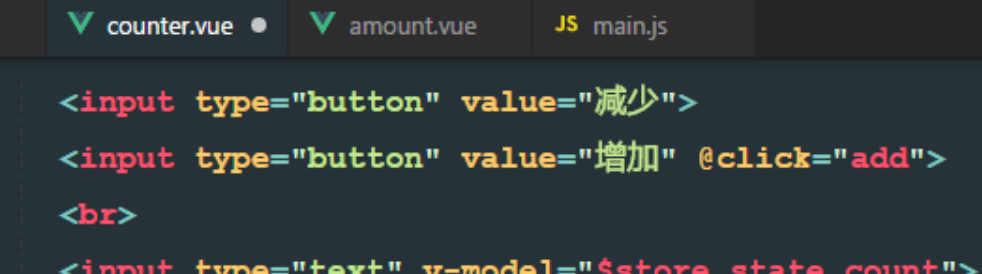 counter.vue amount.vue JS main.js
<input type="button" value="减少">
<input type="button" value="增加" @click="add">
<br>
<input type="text" v-model="$store.state.count">